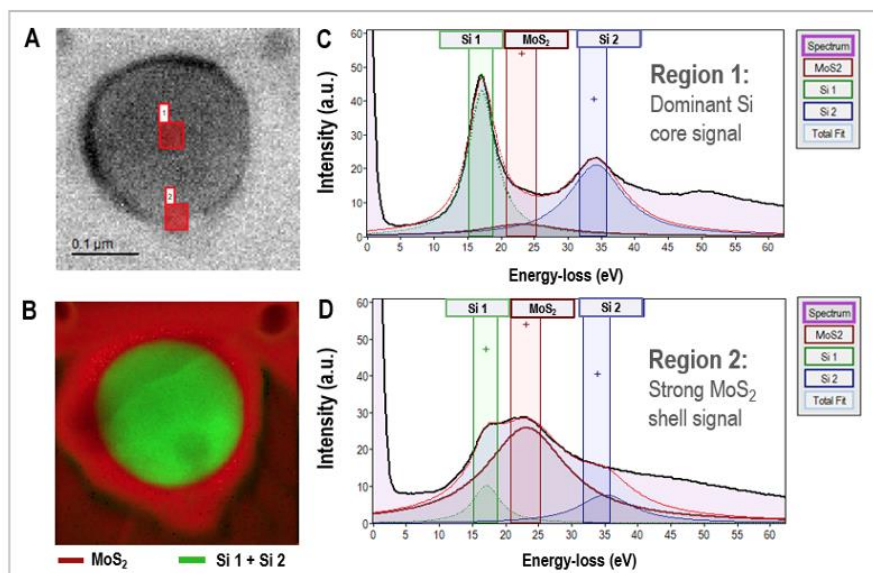 A
1
2
0.1 µm
B
MoS2
Si 1 + Si 2
C
Si 1
MoS2
Si 2
Region 1:
Dominant Si
core signal
Intensity (a.u.)
60
50
40
30
20
10
0
0
5
10
15
20
25
30
35
40
45
50
55
60
Energy-loss (eV)
Spectrum
MoS2
Si 1
Si 2
Total Fit
D
Si 1
MoS2
Si 2
Region 2:
Strong MoS2
shell signal
Intensity (a.u.)
60
50
40
30
20
10
0
0
5
10
15
20
25
30
35
40
45
50
55
60
Energy-loss (eV)
Spectrum
MoS2
Si 1
Si 2
Total Fit